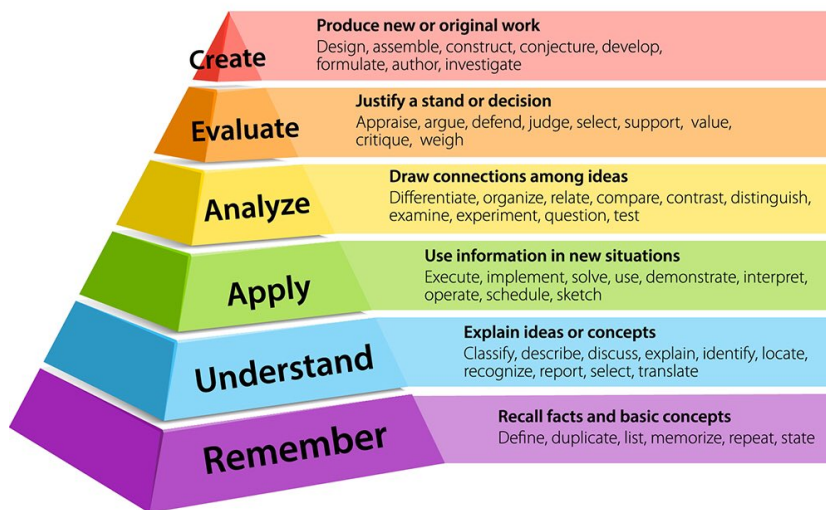 Create
Produce new or original work
Design, assemble, construct, conjecture, develop,
formulate, author, investigate
Evaluate
Justify a stand or decision
Appraise, argue, defend, judge, select, support, value,
critique, weigh
Analyze
Draw connections among ideas
Differentiate, organize, relate, compare, contrast, distinguish,
examine, experiment, question, test
Apply
Use information in new situations
Execute, implement, solve, use, demonstrate, interpret,
operate, schedule, sketch
Understand
Explain ideas or concepts
Classify, describe, discuss, explain, identify, locate,
recognize, report, select, translate
Remember
Recall facts and basic concepts
Define, duplicate, list, memorize, repeat, state